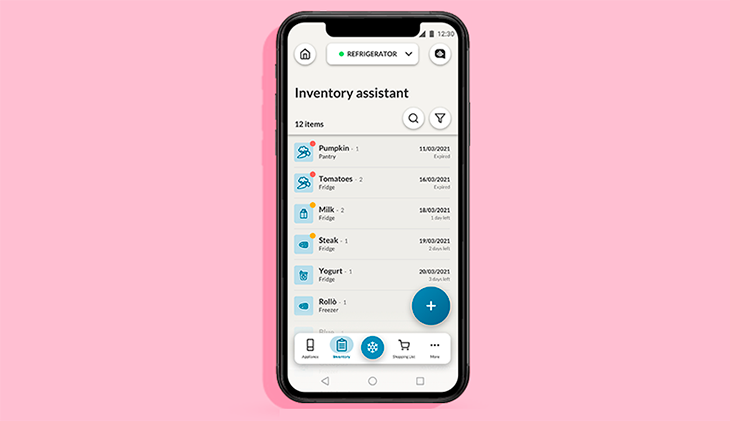 12:30
REFRIGERATOR
Inventory assistant
12 items
Pumpkin - 1
11/03/2021
Pantry
Expired
Tomatoes - 2
16/03/2021
Fridge
Expired
Milk - 2
18/03/2021
Fridge
1 day left
Steak - 1
19/03/2021
Fridge
2 days left
Yogurt - 1
20/03/2021
Fridge
3 days left
Rollò - 1
Freezer
Appliance
Inventory
Shopping List
More